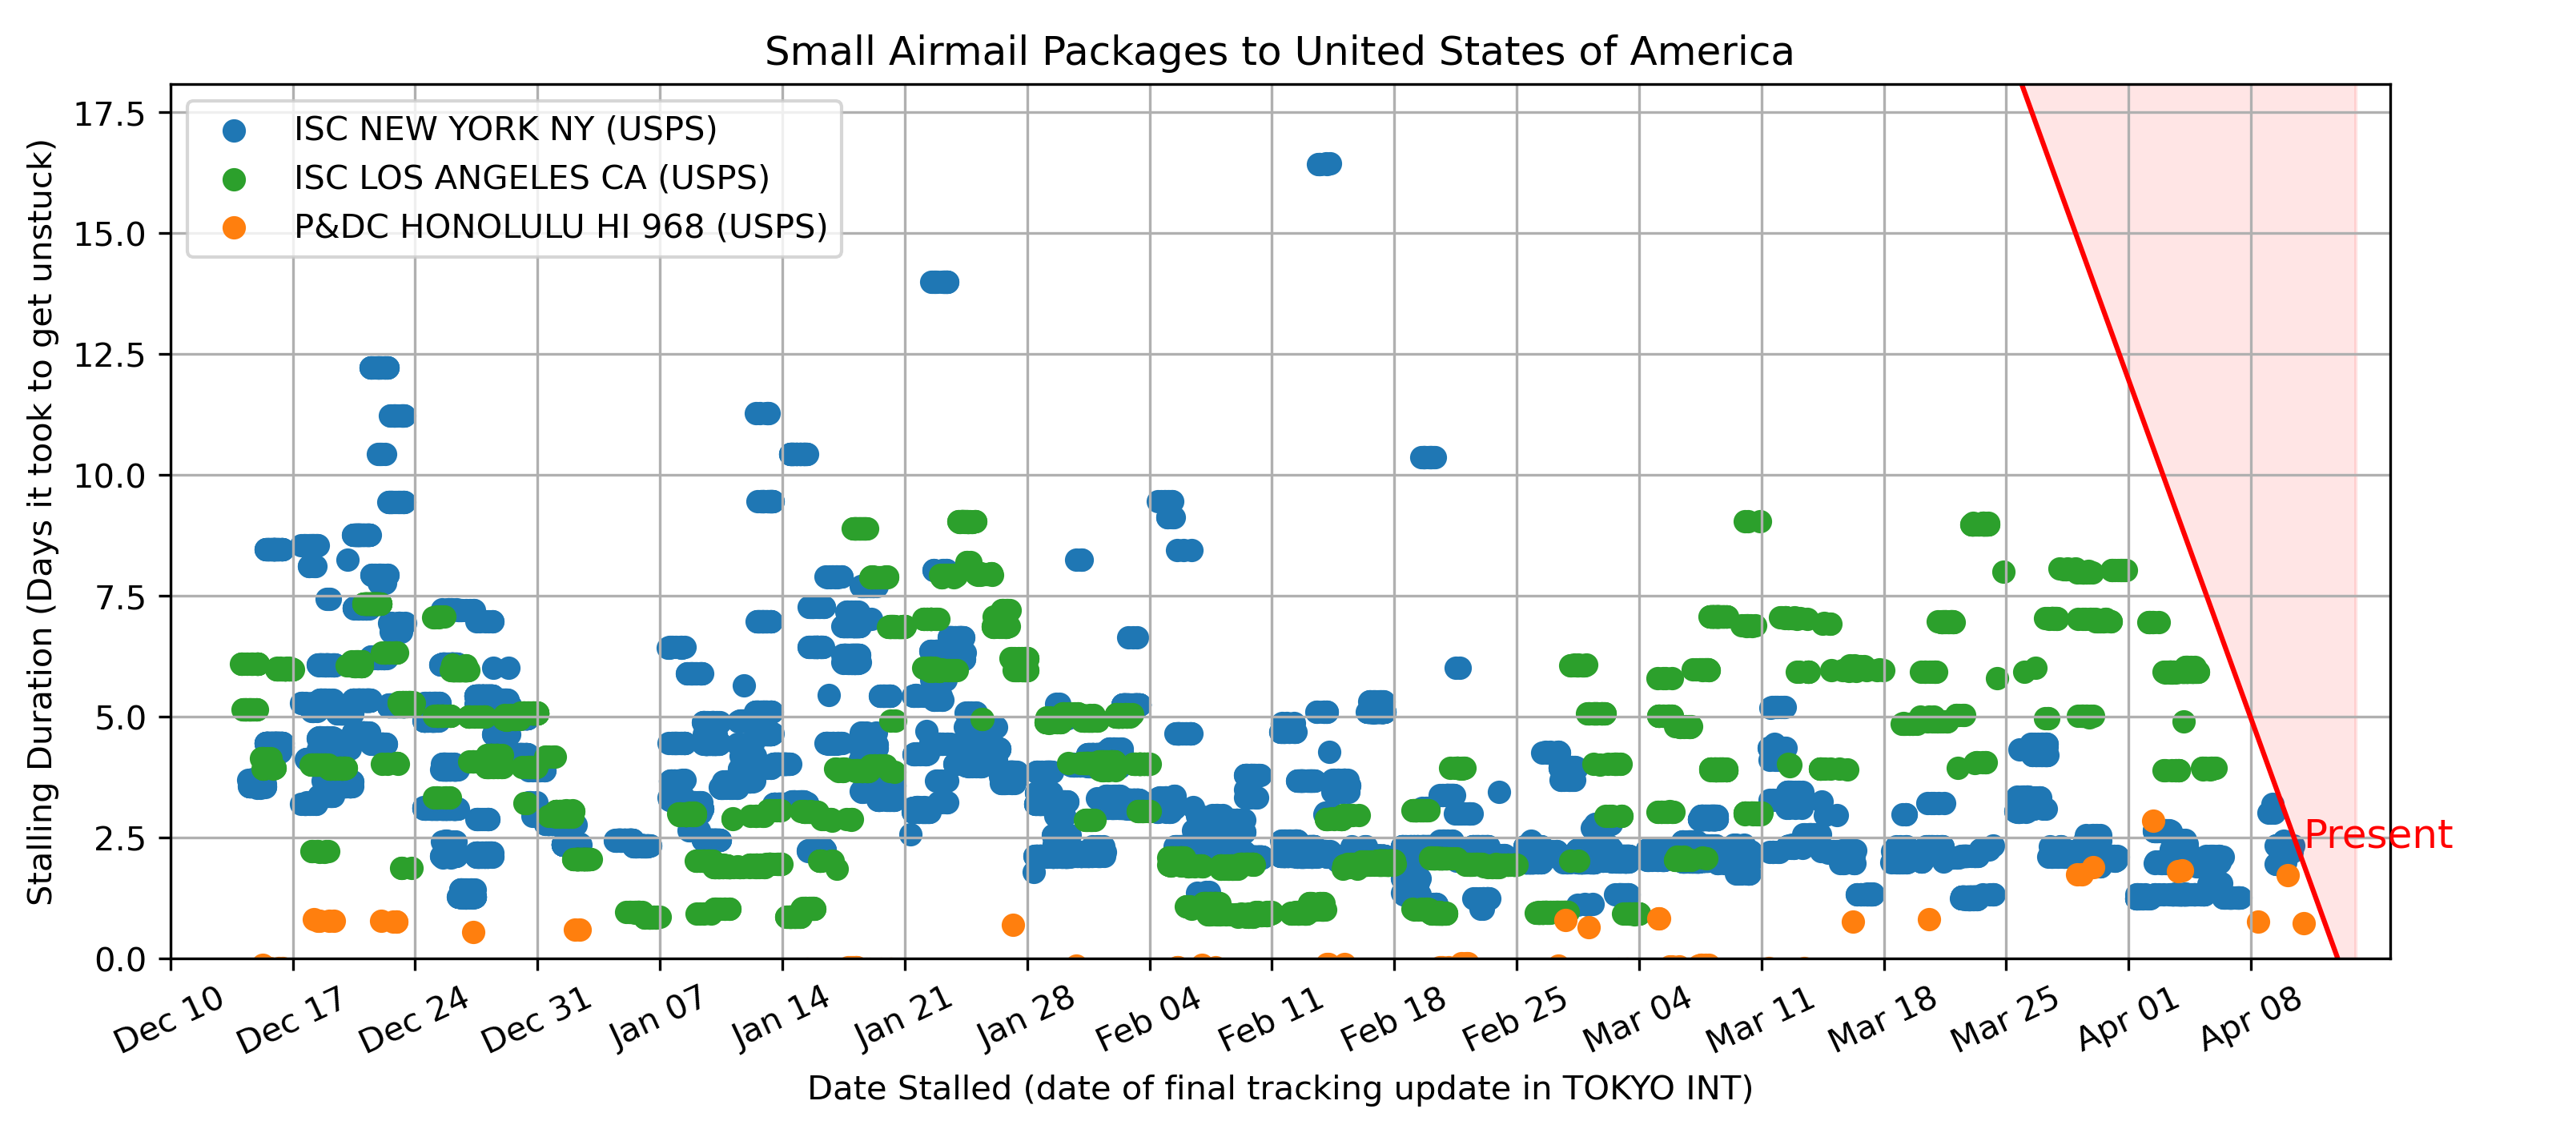 Small Airmail Packages to United States of America
ISC NEW YORK NY (USPS)
ISC LOS ANGELES CA (USPS)
P&DC HONOLULU HI 968 (USPS)
Stalling Duration (Days it took to get unstuck)
17.5
15.0
12.5
10.0
7.5
5.0
2.5
0.0
Present
Dec 10
Dec 17
Dec 24
Dec 31
Jan 07
Jan 14
Jan 21
Jan 28
Feb 04
Feb 11
Feb 18
Feb 25
Mar 04
Mar 11
Mar 18
Mar 25
Apr 01
Apr 08
Date Stalled (date of final tracking update in TOKYO INT)